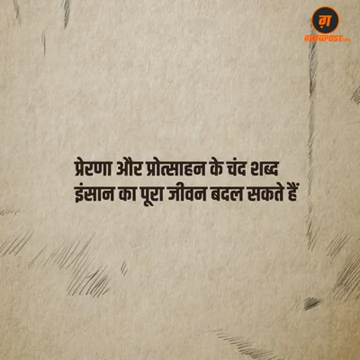 ग़
प्रेरणा और प्रोत्साहन के चंद शब्द
इंसान का पूरा जीवन बदल सकते हैं